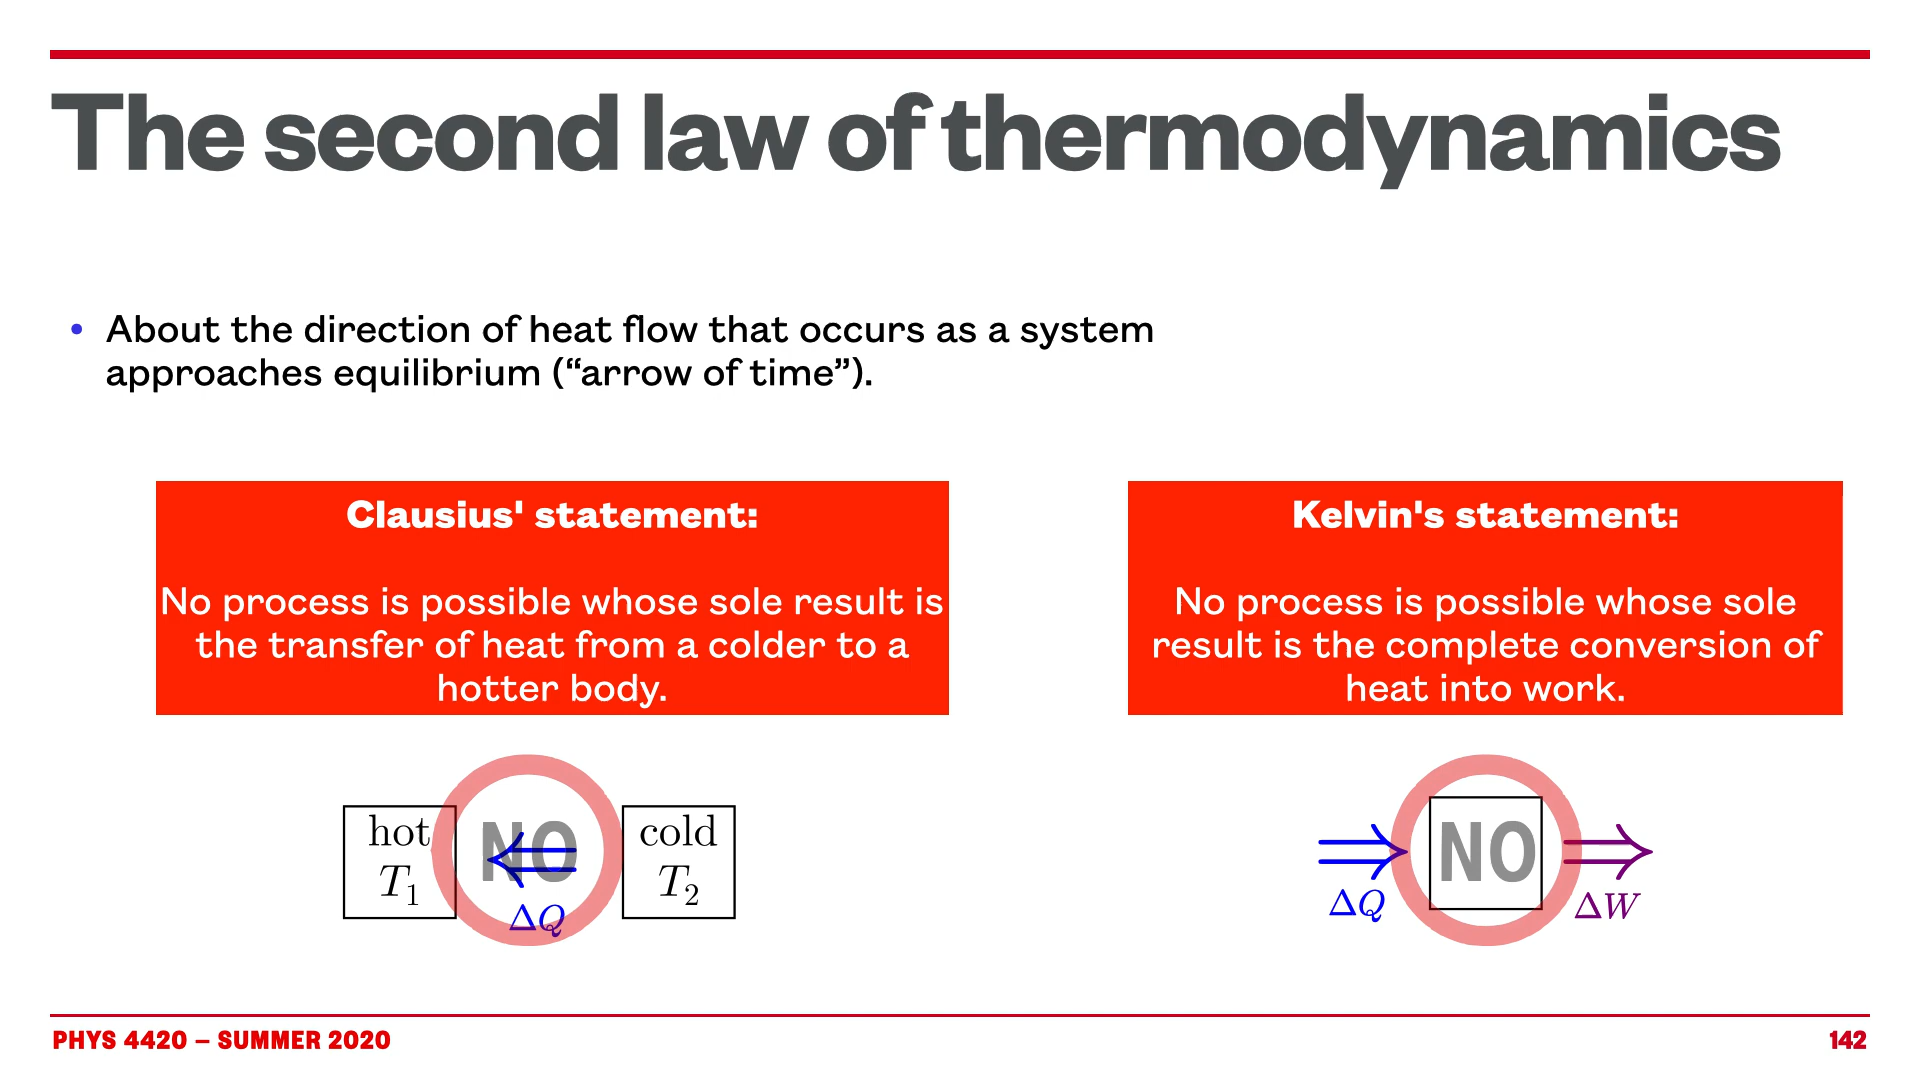 The second law of thermodynamics
• About the direction of heat flow that occurs as a system
approaches equilibrium (“arrow of time”).
Clausius' statement:
No process is possible whose sole result is
the transfer of heat from a colder to a
hotter body.
Kelvin's statement:
No process is possible whose sole
result is the complete conversion of
heat into work.
hot
T₁
NO
ΔQ
cold
T₂
ΔQ
NO
ΔW
PHYS 4420 – SUMMER 2020
142